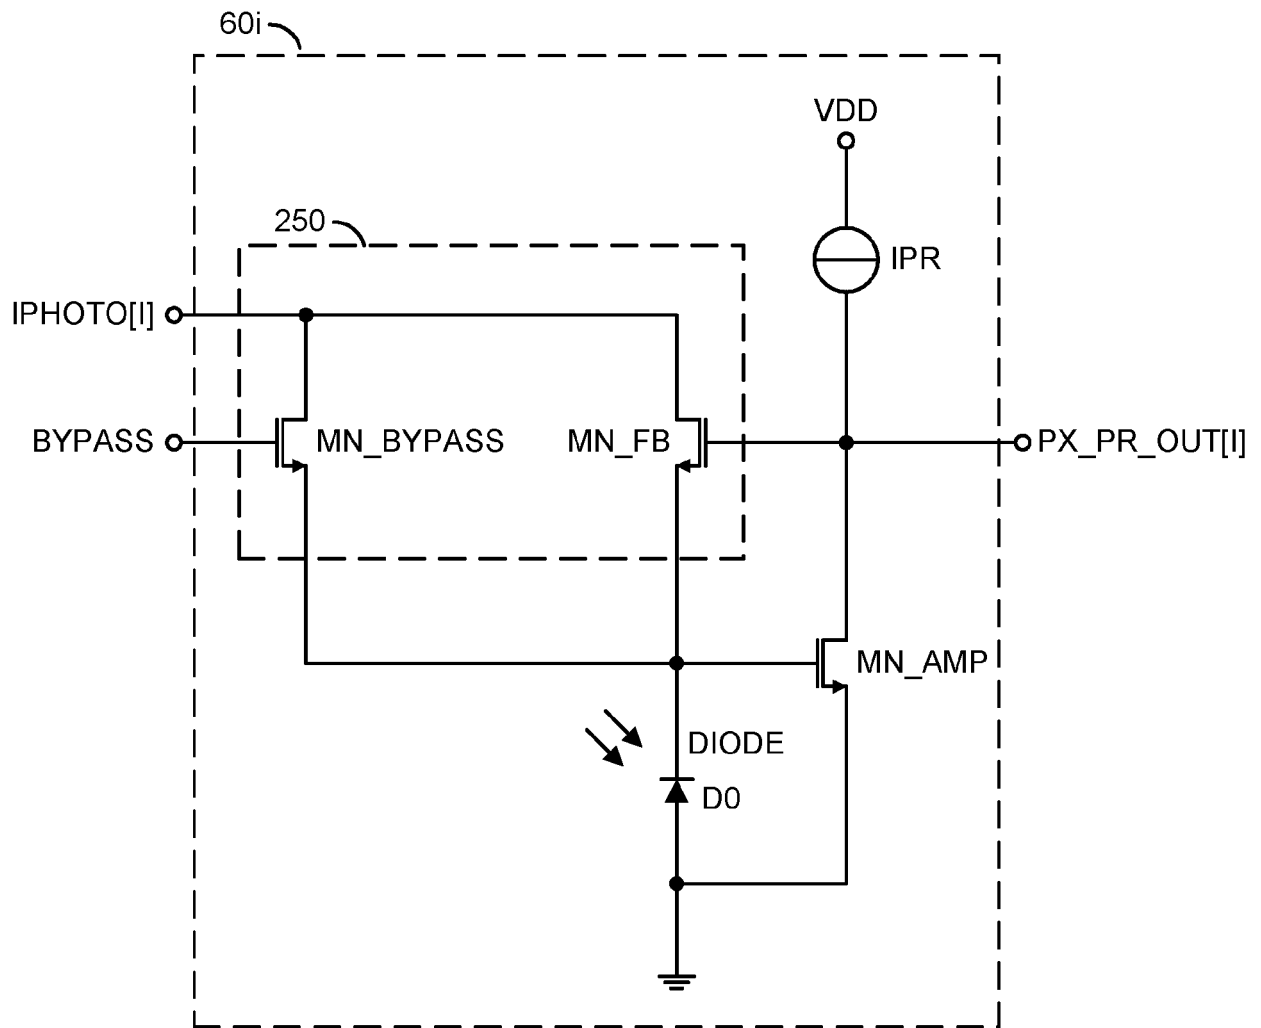 60i
VDD
250
IPR
IPHOTO[I]
BYPASS
MN_BYPASS
MN_FB
PX_PR_OUT[I]
MN_AMP
DIODE
D0